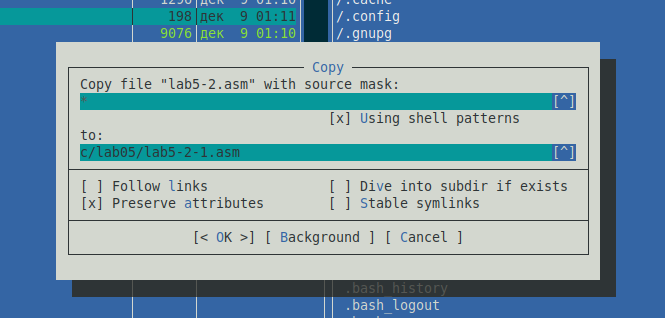 1296 дек 9 01:10 /.cache
198 дек 9 01:11 /.config
9076 дек 9 01:10 /.gnupg
Copy
Copy file "lab5-2.asm" with source mask:
* [^]
[x] Using shell patterns
to:
c/lab05/lab5-2-1.asm [^]
[ ] Follow links [ ] Dive into subdir if exists
[x] Preserve attributes [ ] Stable symlinks
[< OK >] [ Background ] [ Cancel ]
.bash_history
.bash_logout